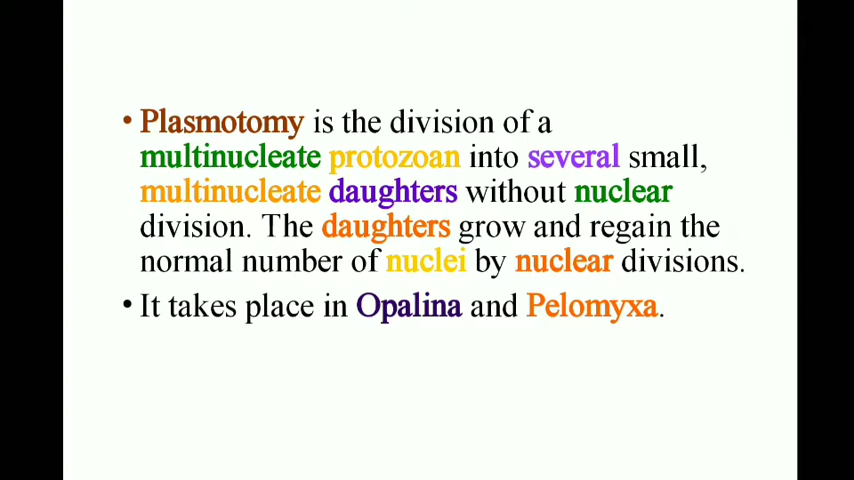 • Plasmotomy is the division of a
multinucleate protozoan into several small,
multinucleate daughters without nuclear
division. The daughters grow and regain the
normal number of nuclei by nuclear divisions.
• It takes place in Opalina and Pelomyxa.